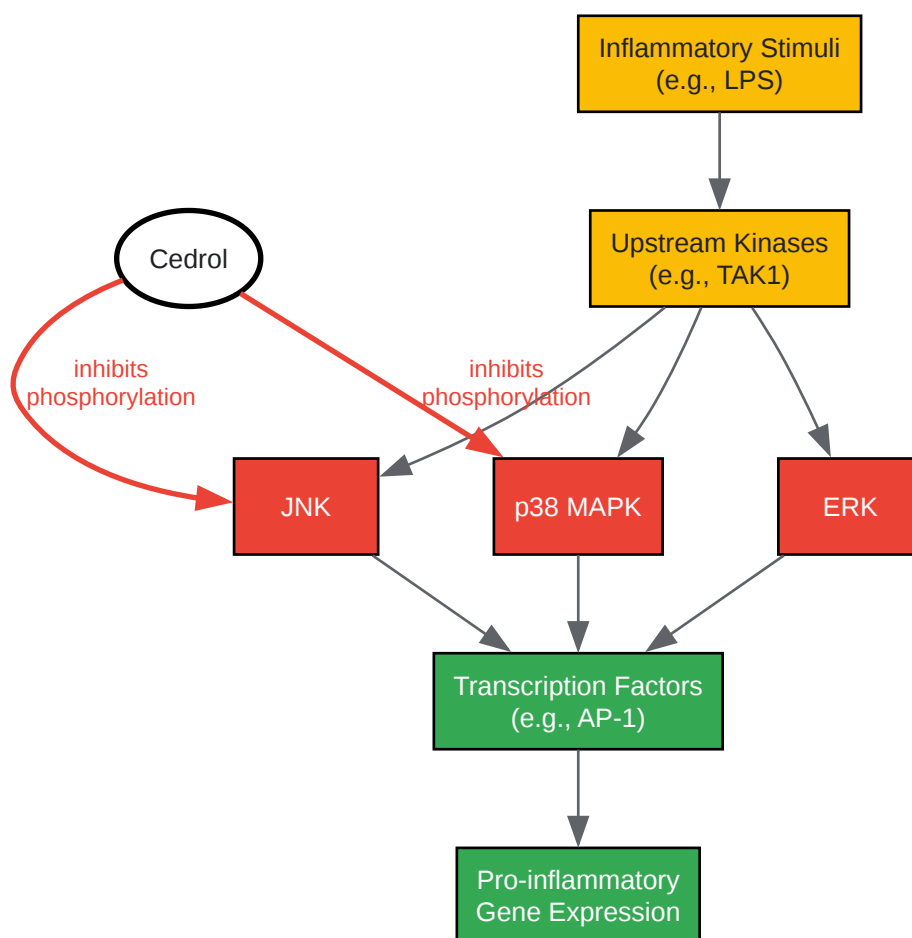 Inflammatory Stimuli
(e.g., LPS)
Upstream Kinases
(e.g., TAK1)
Cedrol
inhibits
phosphorylation
inhibits
phosphorylation
JNK
p38 MAPK
ERK
Transcription Factors
(e.g., AP-1)
Pro-inflammatory
Gene Expression